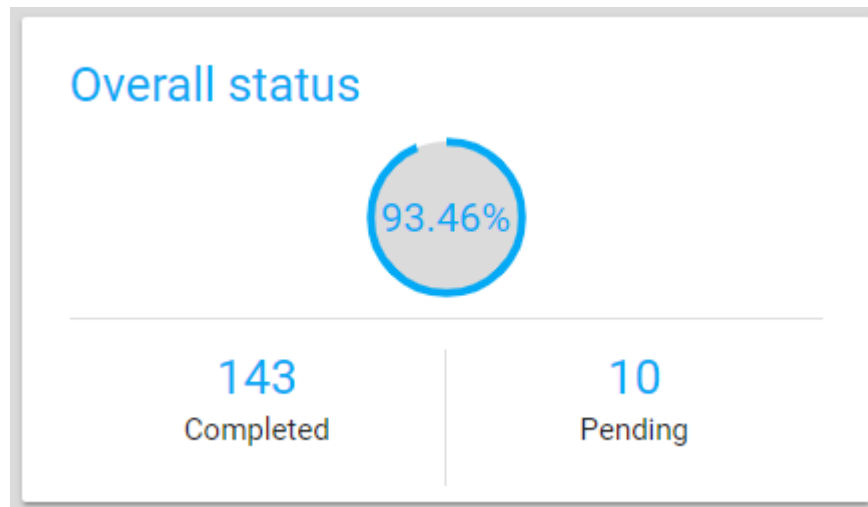 Overall status
93.46%
143
Completed
10
Pending